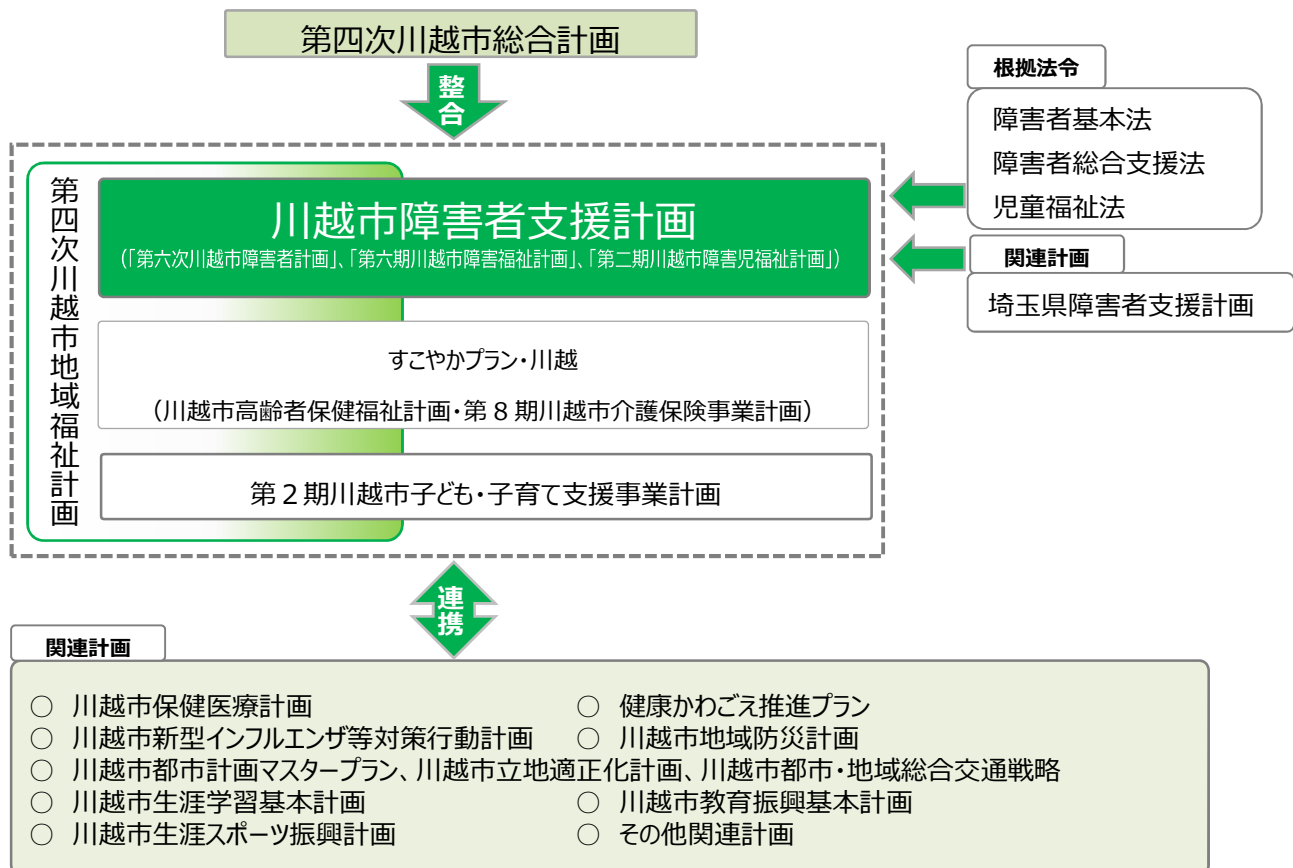 第四次川越市総合計画
整合
根拠法令
障害者基本法
障害者総合支援法
児童福祉法
関連計画
埼玉県障害者支援計画
第四次川越市地域福祉計画
川越市障害者支援計画
(「第六次川越市障害者計画」、「第六期川越市障害福祉計画」、「第二期川越市障害児福祉計画」)
すこやかプラン・川越
(川越市高齢者保健福祉計画・第8期川越市介護保険事業計画)
第2期川越市子ども・子育て支援事業計画
連携
関連計画
○ 川越市保健医療計画 ○ 健康かわごえ推進プラン
○ 川越市新型インフルエンザ等対策行動計画 ○ 川越市地域防災計画
○ 川越市都市計画マスタープラン、川越市立地適正化計画、川越市都市・地域総合交通戦略
○ 川越市生涯学習基本計画 ○ 川越市教育振興基本計画
○ 川越市生涯スポーツ振興計画 ○ その他関連計画